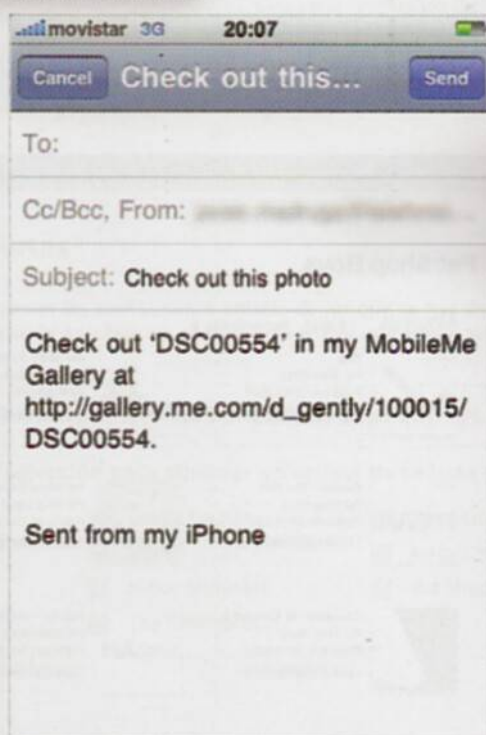 movistar 3G 20:07
Cancel Check out this... Send
To:
Cc/Bcc, From:
Subject: Check out this photo
Check out 'DSC00554' in my MobileMe
Gallery at
http://gallery.me.com/d_gently/100015/
DSC00554.
Sent from my iPhone